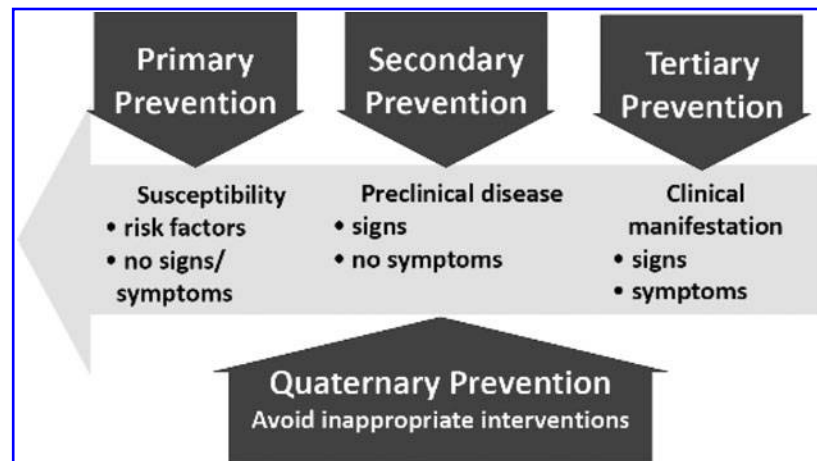 Primary
Prevention
Secondary
Prevention
Tertiary
Prevention
Susceptibility
• risk factors
• no signs/
symptoms
Preclinical disease
• signs
• no symptoms
Clinical
manifestation
• signs
• symptoms
Quaternary Prevention
Avoid inappropriate interventions